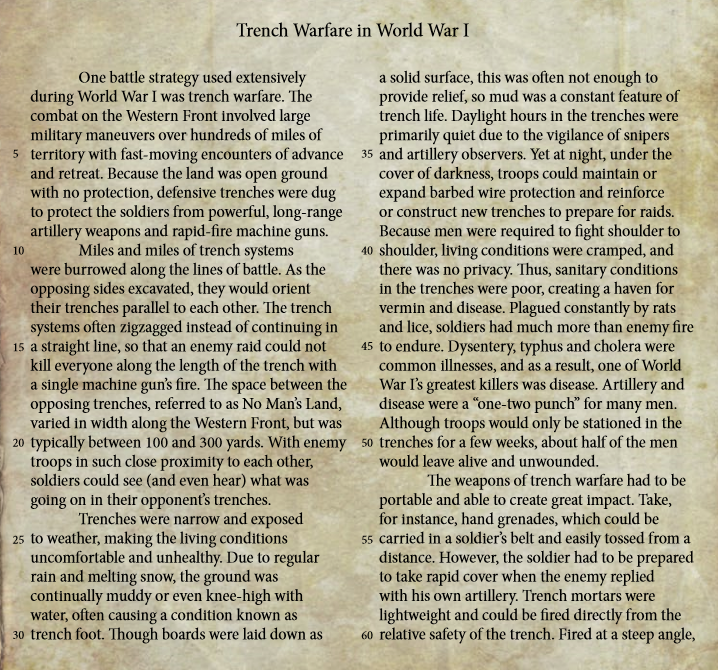 Trench Warfare in World War I
One battle strategy used extensively
during World War I was trench warfare. The
combat on the Western Front involved large
military maneuvers over hundreds of miles of
5 territory with fast-moving encounters of advance
and retreat. Because the land was open ground
with no protection, defensive trenches were dug
to protect the soldiers from powerful, long-range
artillery weapons and rapid-fire machine guns.
10 Miles and miles of trench systems
were burrowed along the lines of battle. As the
opposing sides excavated, they would orient
their trenches parallel to each other. The trench
systems often zigzagged instead of continuing in
15 a straight line, so that an enemy raid could not
kill everyone along the length of the trench with
a single machine gun's fire. The space between the
opposing trenches, referred to as No Man's Land,
varied in width along the Western Front, but was
20 typically between 100 and 300 yards. With enemy
troops in such close proximity to each other,
soldiers could see (and even hear) what was
going on in their opponent's trenches.
Trenches were narrow and exposed
25 to weather, making the living conditions
uncomfortable and unhealthy. Due to regular
rain and melting snow, the ground was
continually muddy or even knee-high with
water, often causing a condition known as
30 trench foot. Though boards were laid down as
a solid surface, this was often not enough to
provide relief, so mud was a constant feature of
trench life. Daylight hours in the trenches were
primarily quiet due to the vigilance of snipers
35 and artillery observers. Yet at night, under the
cover of darkness, troops could maintain or
expand barbed wire protection and reinforce
or construct new trenches to prepare for raids.
Because men were required to fight shoulder to
40 shoulder, living conditions were cramped, and
there was no privacy. Thus, sanitary conditions
in the trenches were poor, creating a haven for
vermin and disease. Plagued constantly by rats
and lice, soldiers had much more than enemy fire
45 to endure. Dysentery, typhus and cholera were
common illnesses, and as a result, one of World
War I's greatest killers was disease. Artillery and
disease were a “one-two punch” for many men.
Although troops would only be stationed in the
50 trenches for a few weeks, about half of the men
would leave alive and unwounded.
The weapons of trench warfare had to be
portable and able to create great impact. Take,
for instance, hand grenades, which could be
55 carried in a soldier's belt and easily tossed from a
distance. However, the soldier had to be prepared
to take rapid cover when the enemy replied
with his own artillery. Trench mortars were
lightweight and could be fired directly from the
60 relative safety of the trench. Fired at a steep angle,